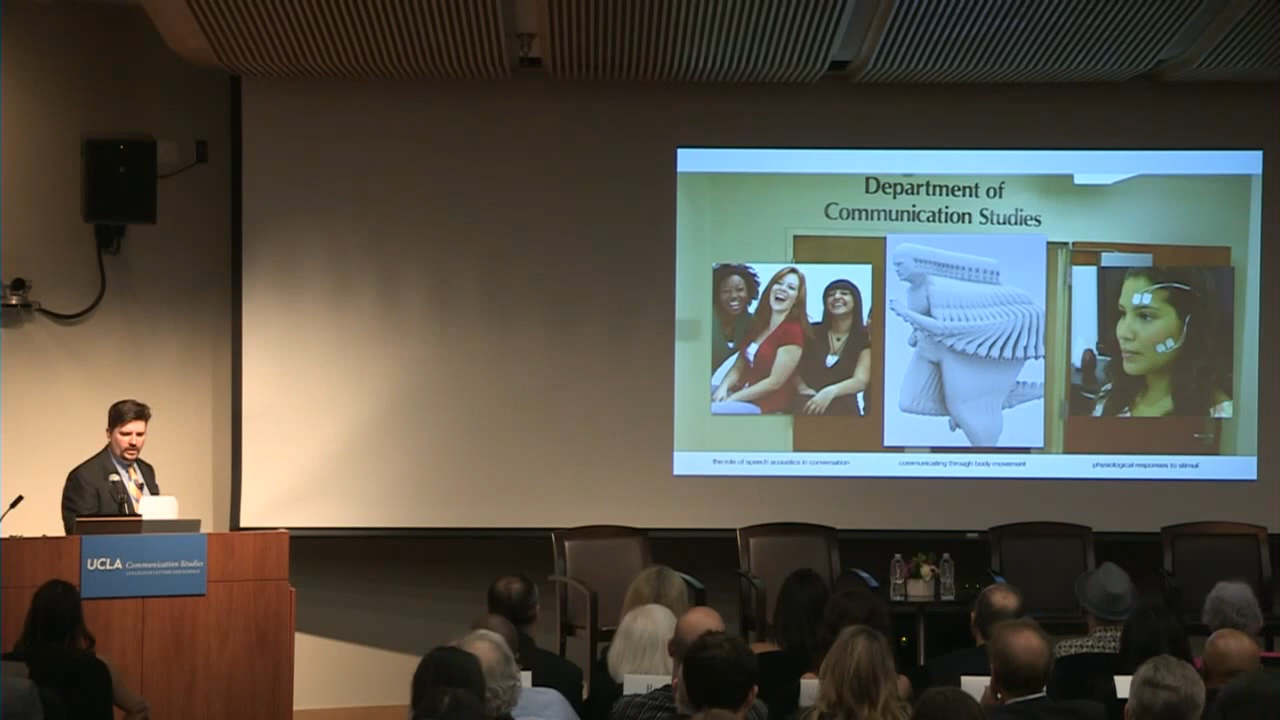 Department of
Communication Studies
the role of speech acoustics in conversation
communicating through body movement
physiological responses to stimuli
UCLA Communication Studies